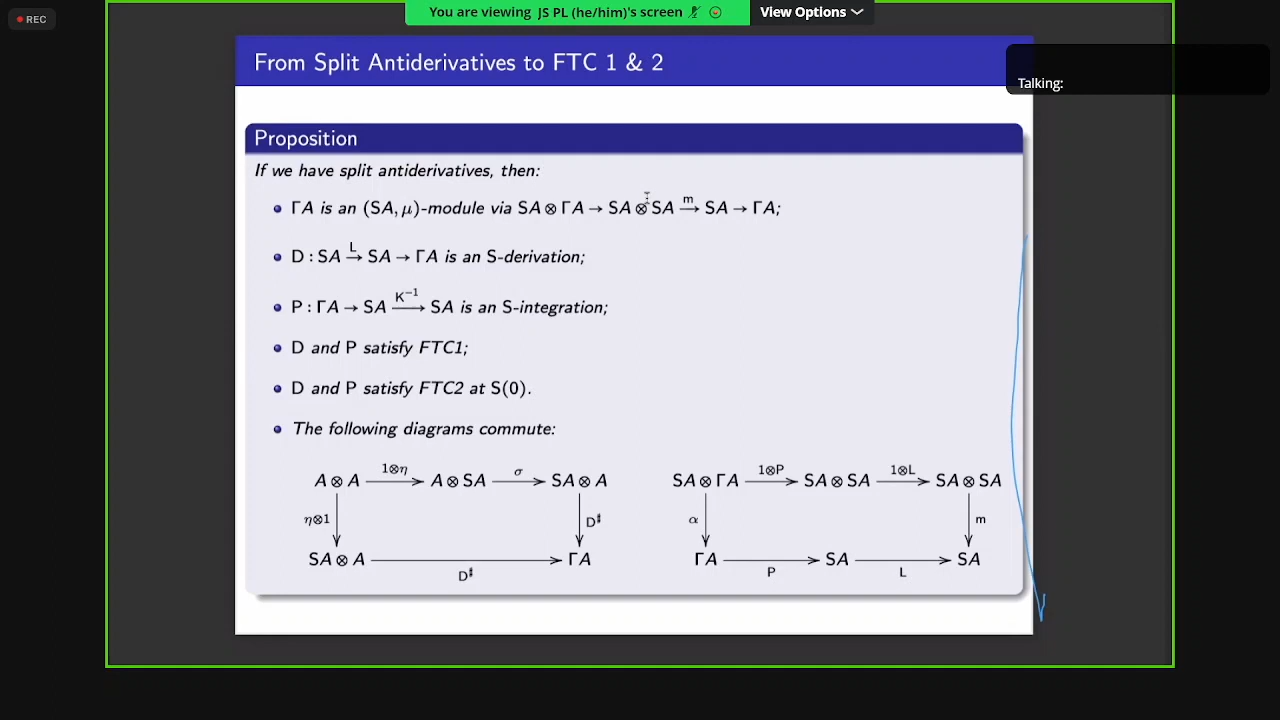 REC
You are viewing JS PL (he/him)'s screen
View Options
Talking:
From Split Antiderivatives to FTC 1 & 2
Proposition
If we have split antiderivatives, then:
ΓA is an (SA, μ)-module via SA ⊗ ΓA → SA ⊗ SA —m→ SA → ΓA;
D : SA —L→ SA → ΓA is an S-derivation;
P : ΓA → SA —K⁻¹→ SA is an S-integration;
D and P satisfy FTC1;
D and P satisfy FTC2 at S(0).
The following diagrams commute:
A ⊗ A 1⊗η A ⊗ SA σ SA ⊗ A
SA ⊗ ΓA 1⊗P SA ⊗ SA 1⊗L SA ⊗ SA
η⊗1 D♯
α m
SA ⊗ A D♯ ΓA
ΓA P SA L SA